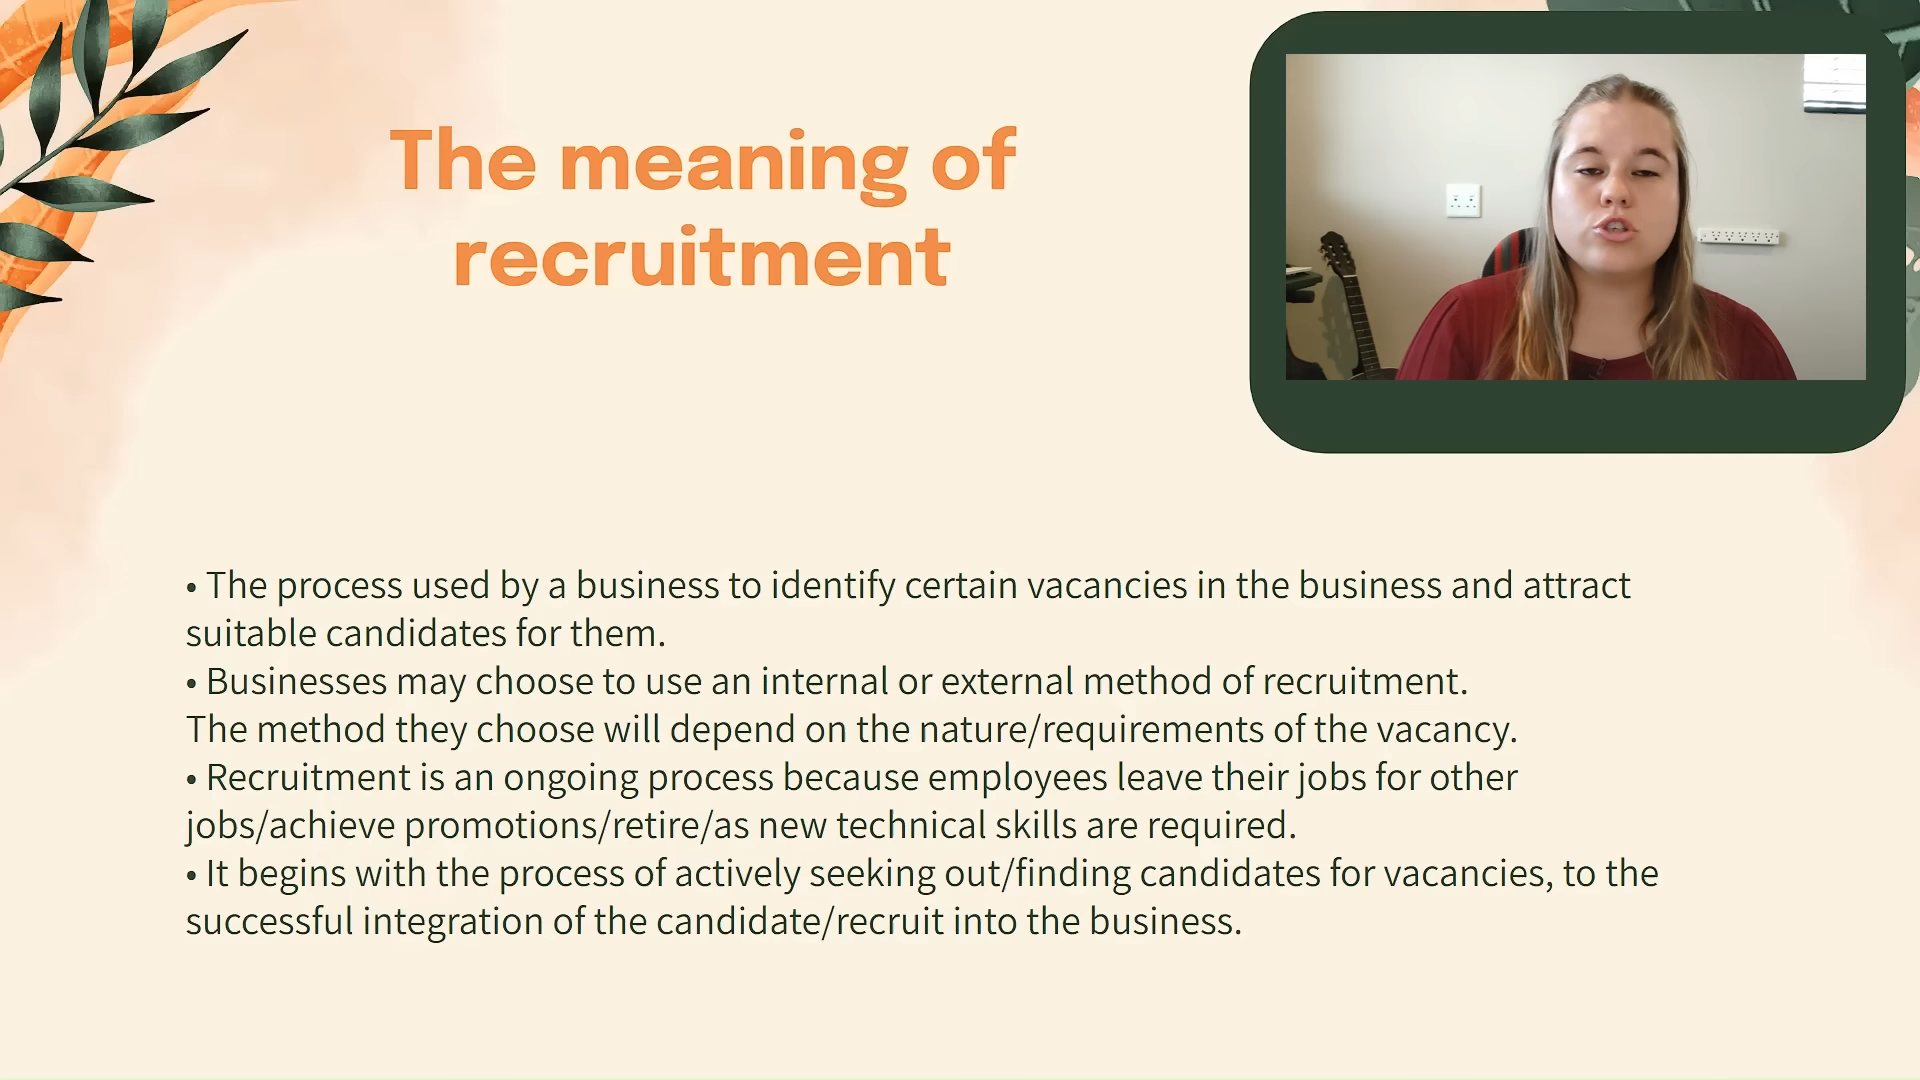 The meaning of
recruitment
• The process used by a business to identify certain vacancies in the business and attract
suitable candidates for them.
• Businesses may choose to use an internal or external method of recruitment.
The method they choose will depend on the nature/requirements of the vacancy.
• Recruitment is an ongoing process because employees leave their jobs for other
jobs/achieve promotions/retire/as new technical skills are required.
• It begins with the process of actively seeking out/finding candidates for vacancies, to the
successful integration of the candidate/recruit into the business.